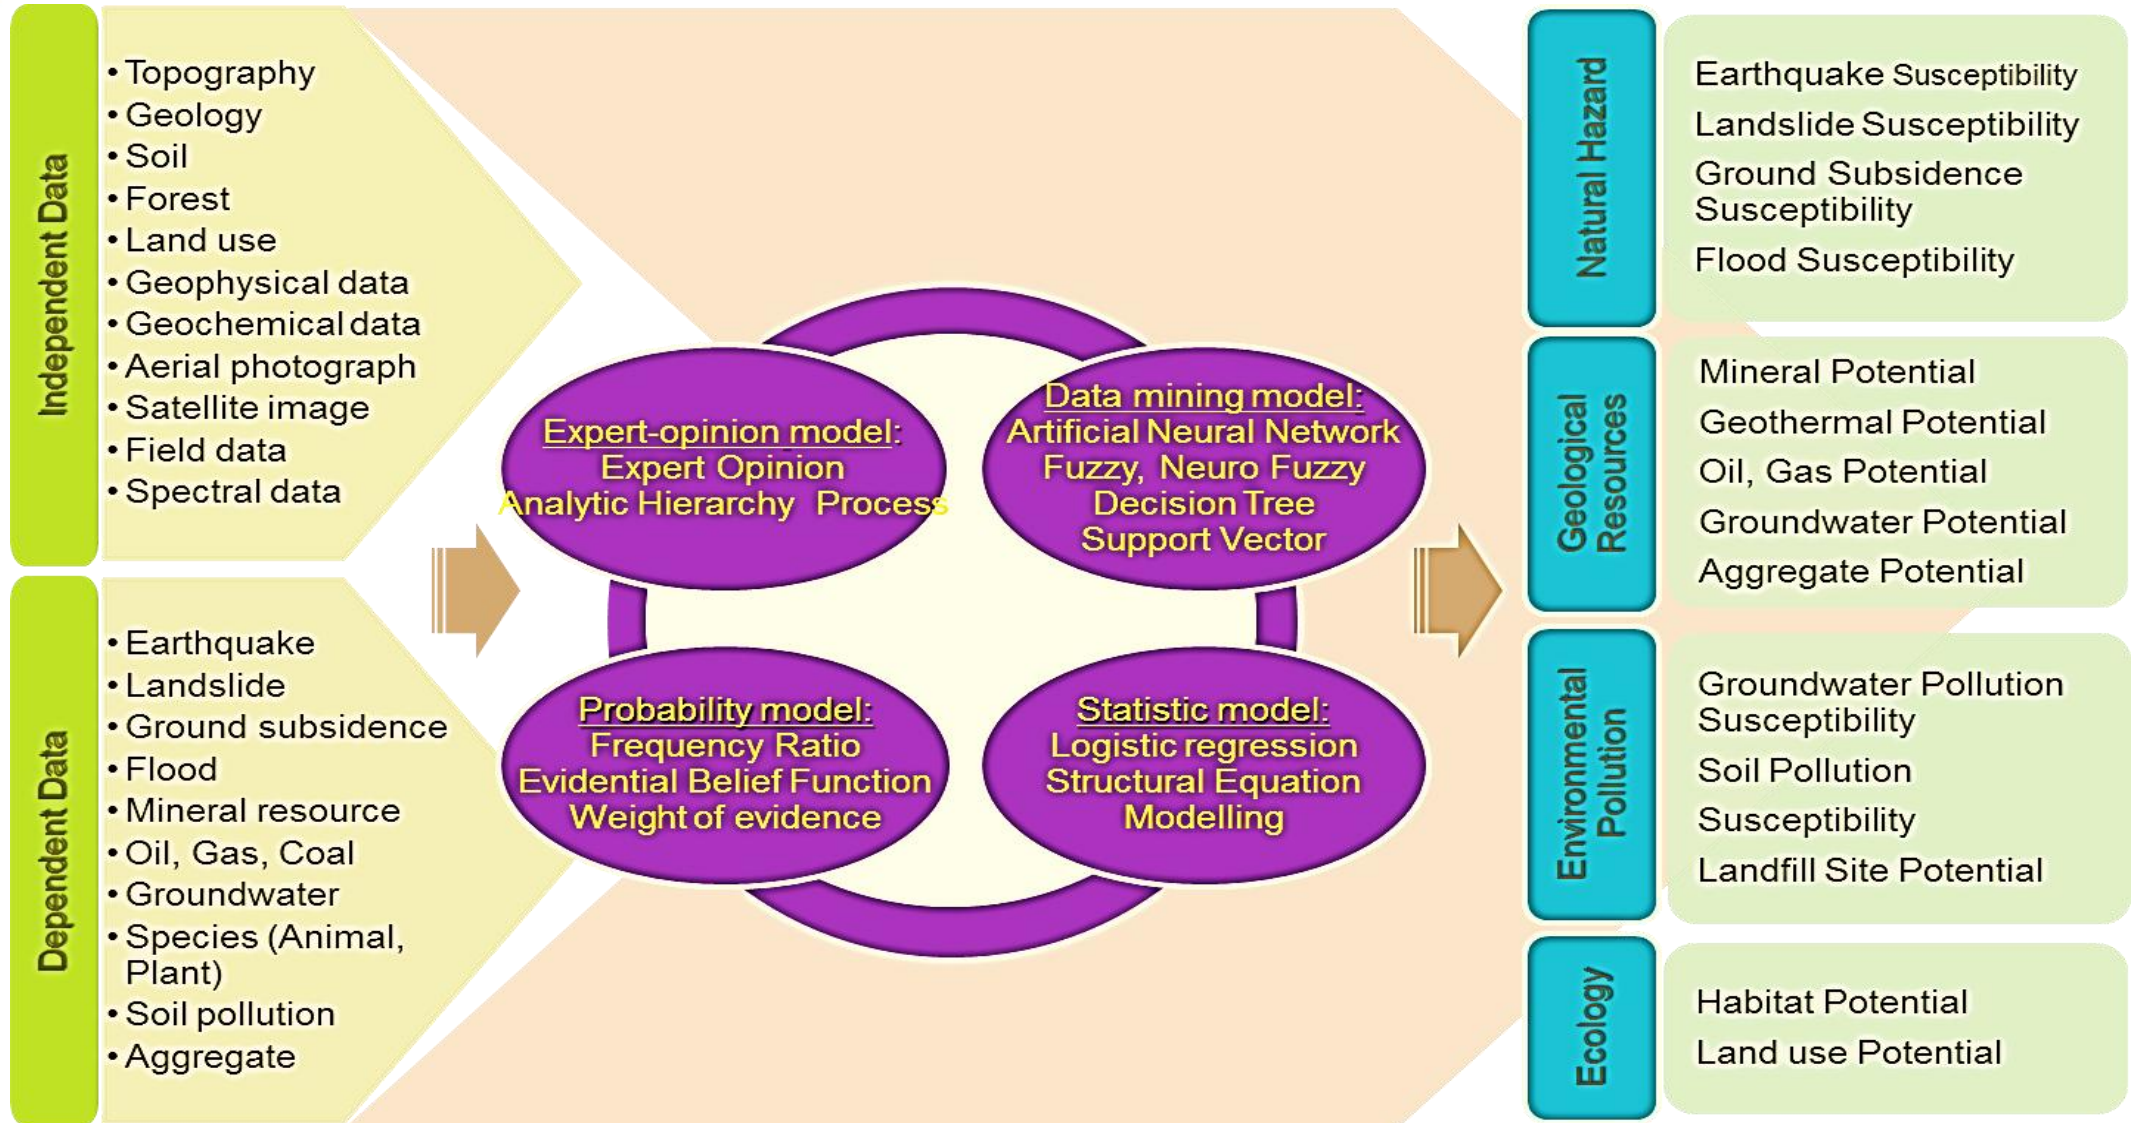 Independent Data
• Topography
• Geology
• Soil
• Forest
• Land use
• Geophysical data
• Geochemical data
• Aerial photograph
• Satellite image
• Field data
• Spectral data
Dependent Data
• Earthquake
• Landslide
• Ground subsidence
• Flood
• Mineral resource
• Oil, Gas, Coal
• Groundwater
• Species (Animal,
Plant)
• Soil pollution
• Aggregate
Expert-opinion model:
Expert Opinion
Analytic Hierarchy Process
Data mining model:
Artificial Neural Network
Fuzzy, Neuro Fuzzy
Decision Tree
Support Vector
Probability model:
Frequency Ratio
Evidential Belief Function
Weight of evidence
Statistic model:
Logistic regression
Structural Equation
Modelling
Natural Hazard
Earthquake Susceptibility
Landslide Susceptibility
Ground Subsidence
Susceptibility
Flood Susceptibility
Geological
Resources
Mineral Potential
Geothermal Potential
Oil, Gas Potential
Groundwater Potential
Aggregate Potential
Environmental
Pollution
Groundwater Pollution
Susceptibility
Soil Pollution
Susceptibility
Landfill Site Potential
Ecology
Habitat Potential
Land use Potential